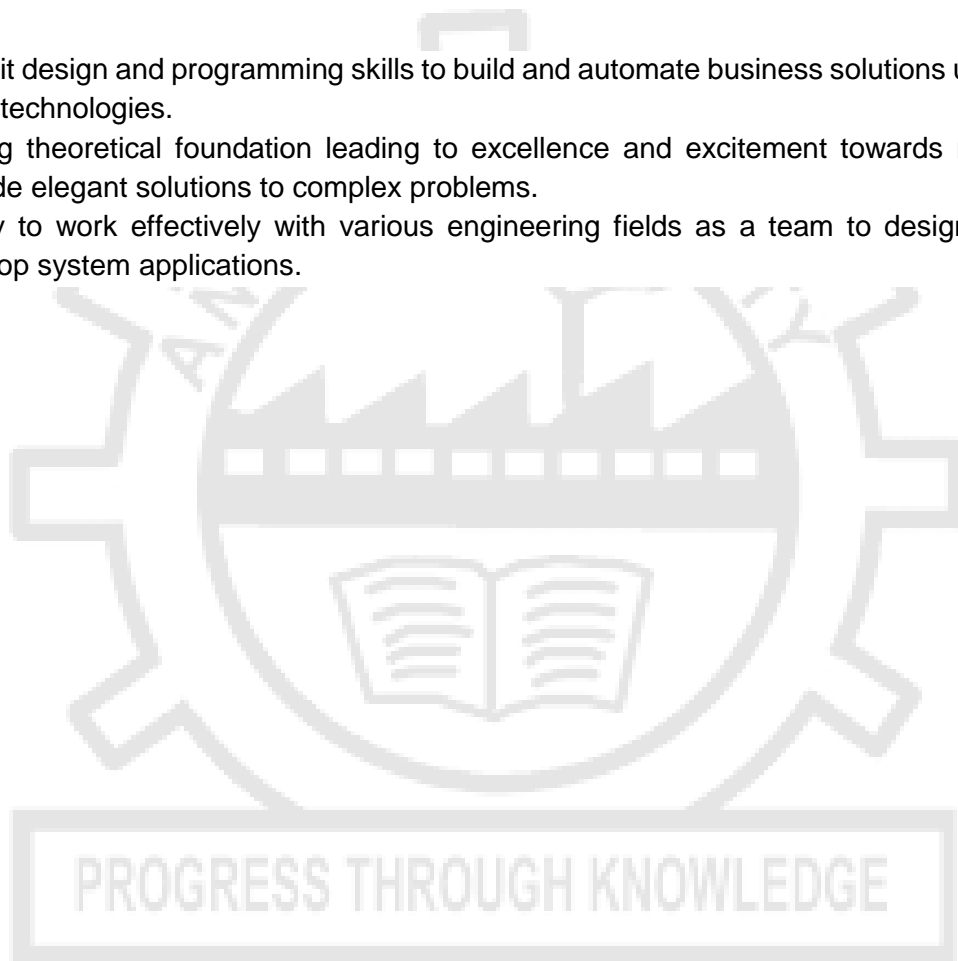 it design and programming skills to build and automate business solutions u
technologies.
g theoretical foundation leading to excellence and excitement towards
de elegant solutions to complex problems.
y to work effectively with various engineering fields as a team to desig
op system applications.
AN
Y
PROGRESS THROUGH KNOWLEDGE